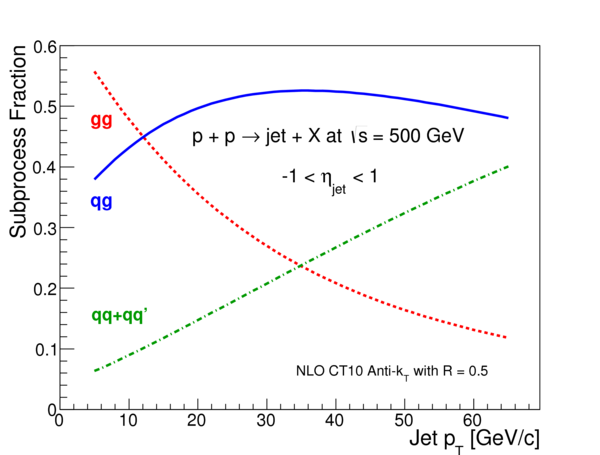 Subprocess Fraction
0.6
0.5
0.4
0.3
0.2
0.1
0
gg
qg
qq+qq'
p + p → jet + X at √s = 500 GeV
-1 < η_jet < 1
NLO CT10 Anti-k_T with R = 0.5
0 10 20 30 40 50 60
Jet p_T [GeV/c]